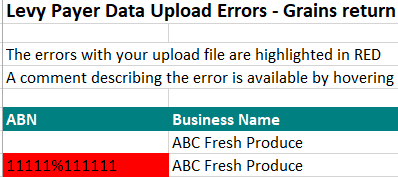 Levy Payer Data Upload Errors - Grains return
The errors with your upload file are highlighted in RED
A comment describing the error is available by hovering
ABN Business Name
ABC Fresh Produce
11111%111111 ABC Fresh Produce